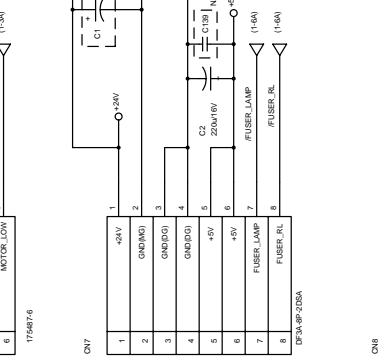 (1-3A)
C1
+
+24V
C139
N
+5
(1-6A)
(1-6A)
C2
220u/16V
/FUSER_LAMP
/FUSER_RL
MOTOR_LOW
6
175487-6
CN7
1
+24V
1
2
GND(MG)
2
3
GND(DG)
3
4
GND(DG)
4
5
+5V
5
6
+5V
6
7
FUSER_LAMP
7
8
FUSER_RL
8
DF3A-8P-2DSA
CN8